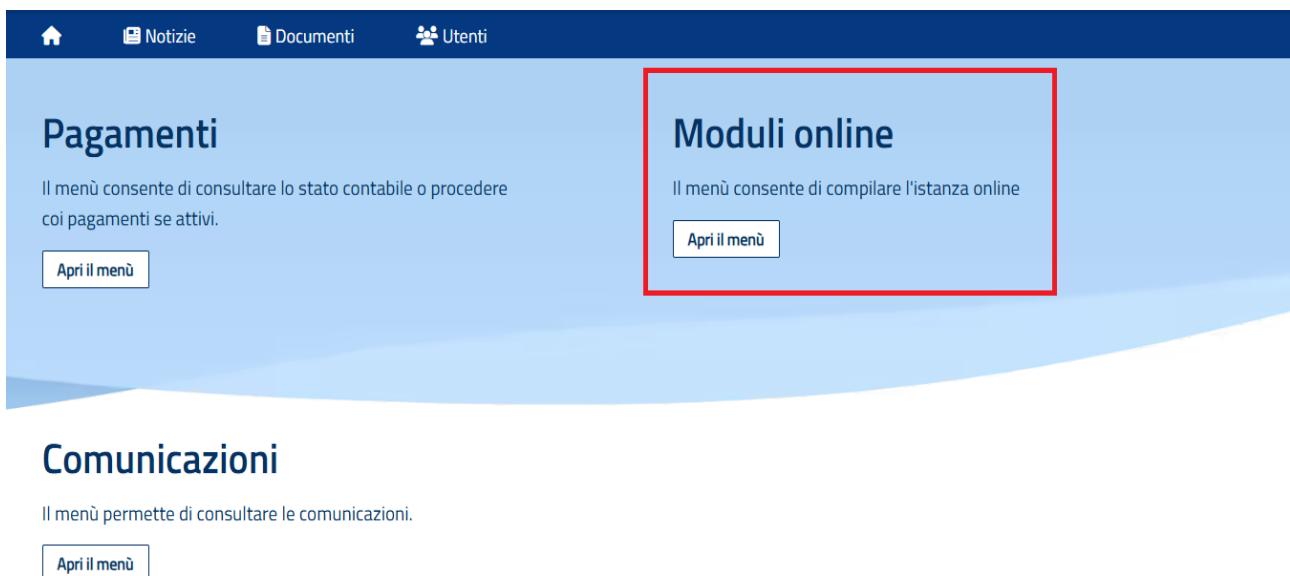 Notizie Documenti Utenti
Pagamenti
Il menù consente di consultare lo stato contabile o procedere
coi pagamenti se attivi.
Apri il menù
Moduli online
Il menù consente di compilare l'istanza online
Apri il menù
Comunicazioni
Il menù permette di consultare le comunicazioni.
Apri il menù